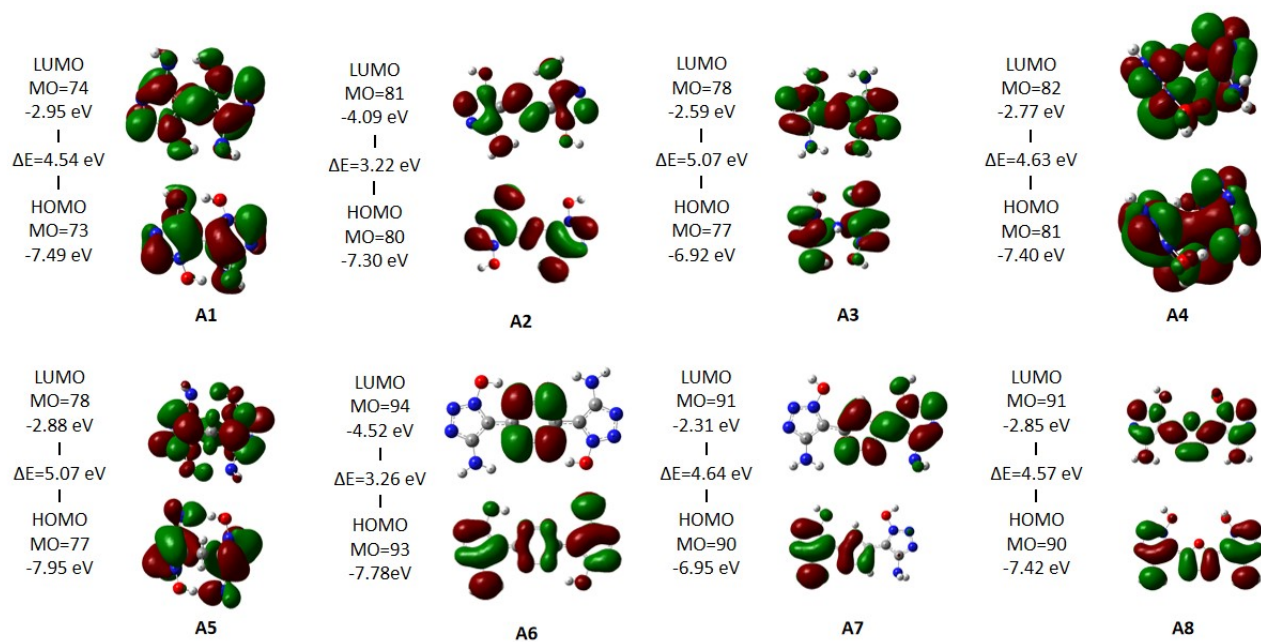 LUMO
MO=74
-2.95 eV
ΔE=4.54 eV
HOMO
MO=73
-7.49 eV
A1
LUMO
MO=81
-4.09 eV
ΔE=3.22 eV
HOMO
MO=80
-7.30 eV
A2
LUMO
MO=78
-2.59 eV
ΔE=5.07 eV
HOMO
MO=77
-6.92 eV
A3
LUMO
MO=82
-2.77 eV
ΔE=4.63 eV
HOMO
MO=81
-7.40 eV
A4
LUMO
MO=78
-2.88 eV
ΔE=5.07 eV
HOMO
MO=77
-7.95 eV
A5
LUMO
MO=94
-4.52 eV
ΔE=3.26 eV
HOMO
MO=93
-7.78eV
A6
LUMO
MO=91
-2.31 eV
ΔE=4.64 eV
HOMO
MO=90
-6.95 eV
A7
LUMO
MO=91
-2.85 eV
ΔE=4.57 eV
HOMO
MO=90
-7.42 eV
A8